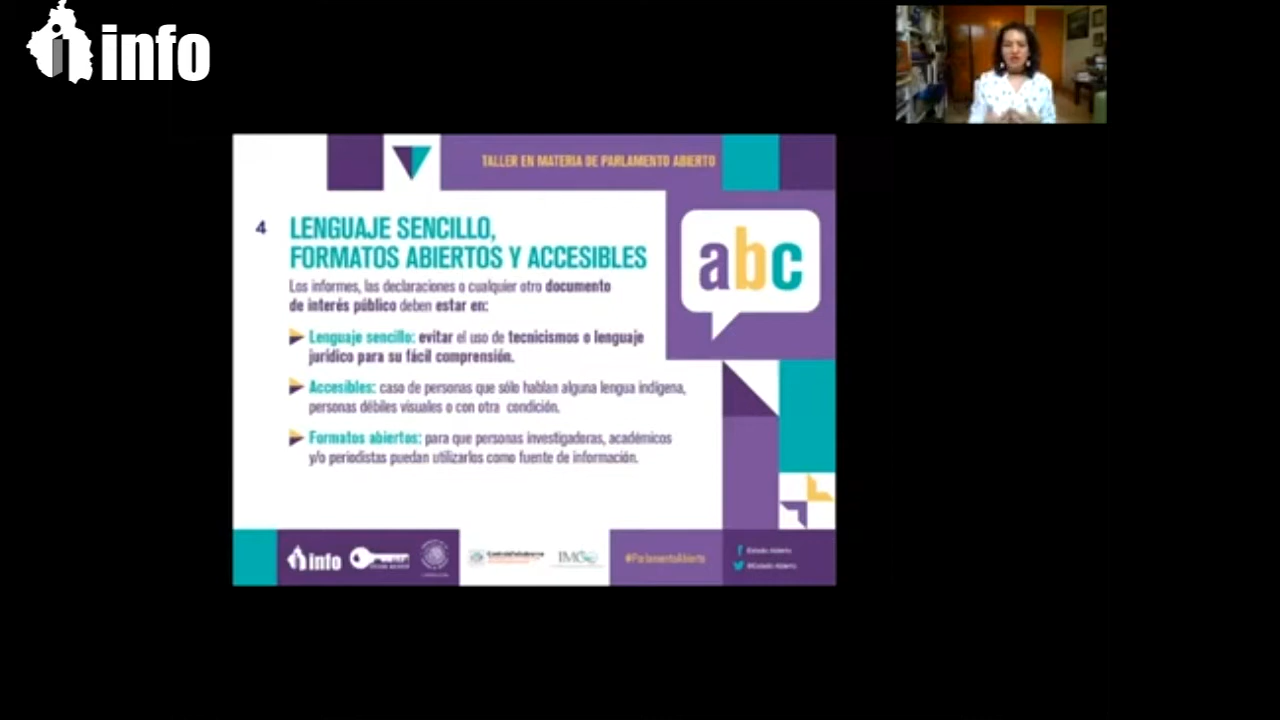 info
TALLER EN MATERIA DE PARLAMENTO ABIERTO
4
LENGUAJE SENCILLO,
FORMATOS ABIERTOS Y ACCESIBLES
abc
Los informes, las declaraciones o cualquier otro documento
de interés público deben estar en:
Lenguaje sencillo: evitar el uso de tecnicismos o lenguaje
jurídico para su fácil comprensión.
Accesibles: caso de personas que sólo hablan alguna lengua indígena,
personas débiles visuales o con otra condición.
Formatos abiertos: para que personas investigadoras, académicos
y/o periodistas puedan utilizarlos como fuente de información.
info
#ParlamentoAbierto
Estado Abierto